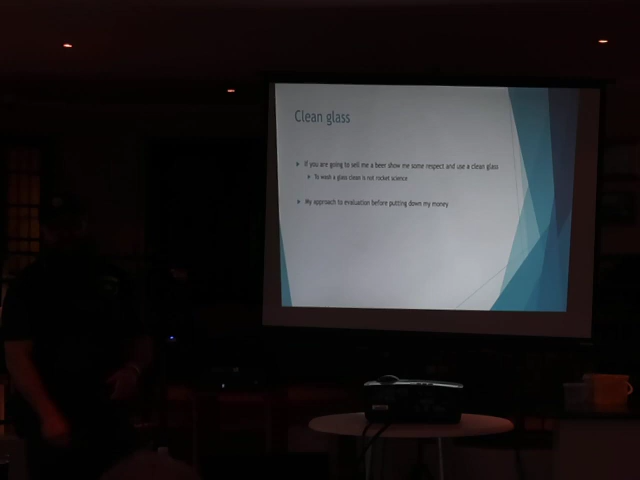 Clean glass
If you are going to sell me a beer show me some respect and use a clean glass
To wash a glass clean is not rocket science
My approach to evaluation before putting down my money